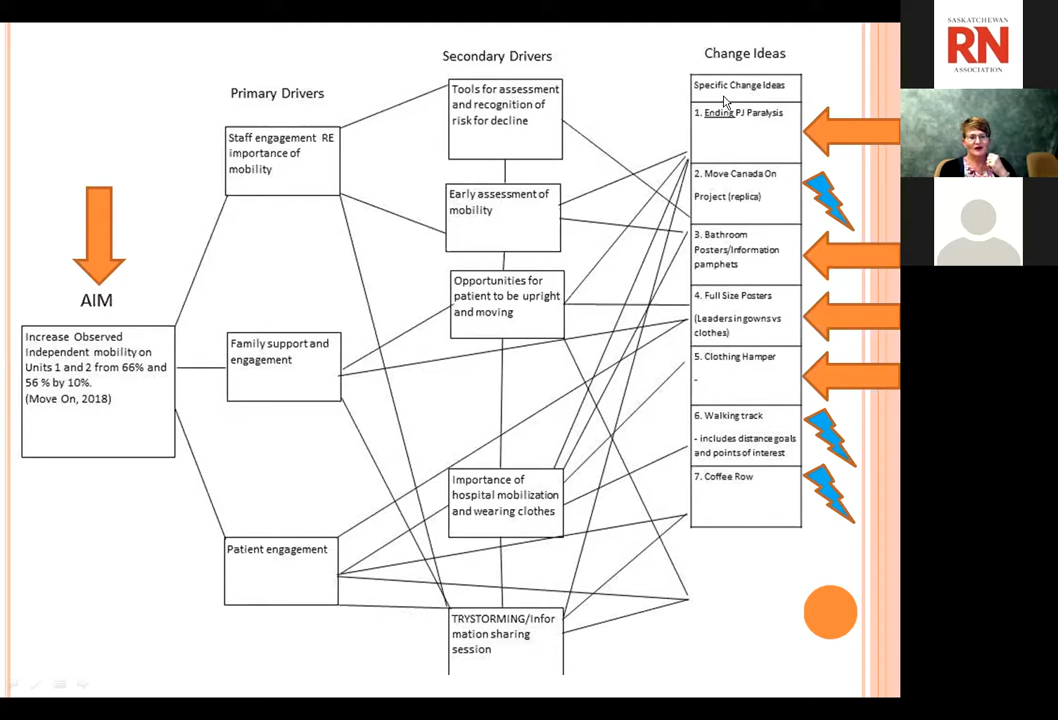 SASKATCHEWAN
RN
ASSOCIATION
Change Ideas
Secondary Drivers
Primary Drivers
AIM
Increase Observed
Independent mobility on
Units 1 and 2 from 66% and
56 % by 10%.
(Move On, 2018)
Staff engagement RE
importance of
mobility
Family support and
engagement
Patient engagement
Tools for assessment
and recognition of
risk for decline
Early assessment of
mobility
Opportunities for
patient to be upright
and moving
Importance of
hospital mobilization
and wearing clothes
TRYSTORMING/Infor
mation sharing
session
Specific Change Ideas
1. Ending PJ Paralysis
2. Move Canada On
Project (replica)
3. Bathroom
Posters/Information
pamphets
4. Full Size Posters
(Leaders in gowns vs
clothes)
5. Clothing Hamper
-
6. Walking track
- includes distance goals
and points of interest
7. Coffee Row